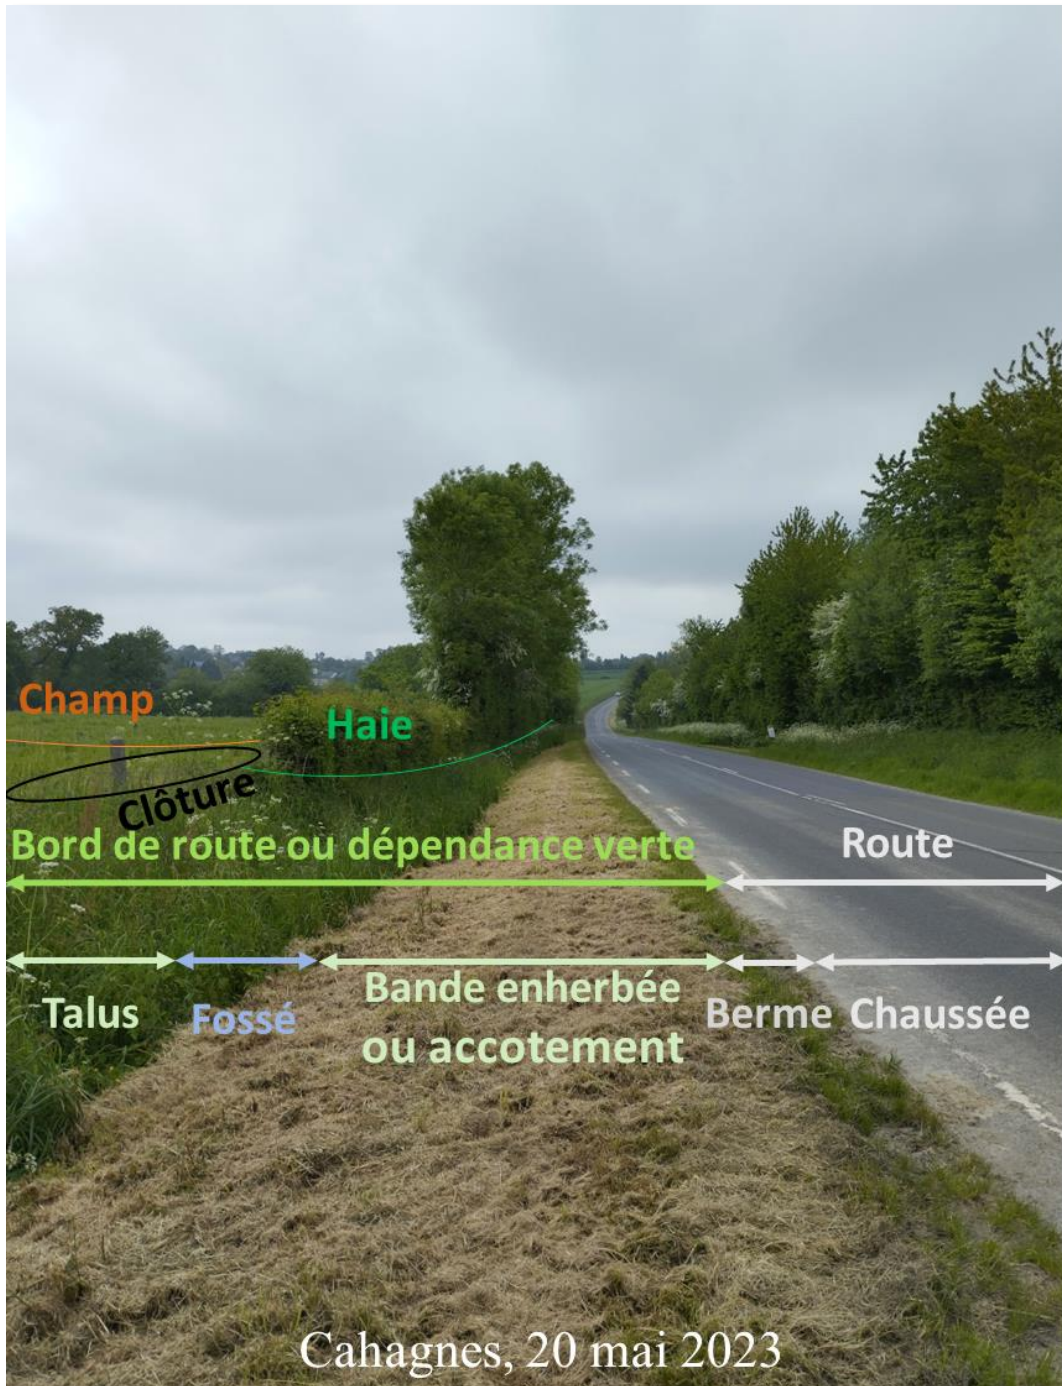 Champ
Haie
Clôture
Bord de route ou dépendance verte
Route
Talus
Fossé
Bande enherbée
ou accotement
Berme
Chaussée
Cahagnes, 20 mai 2023